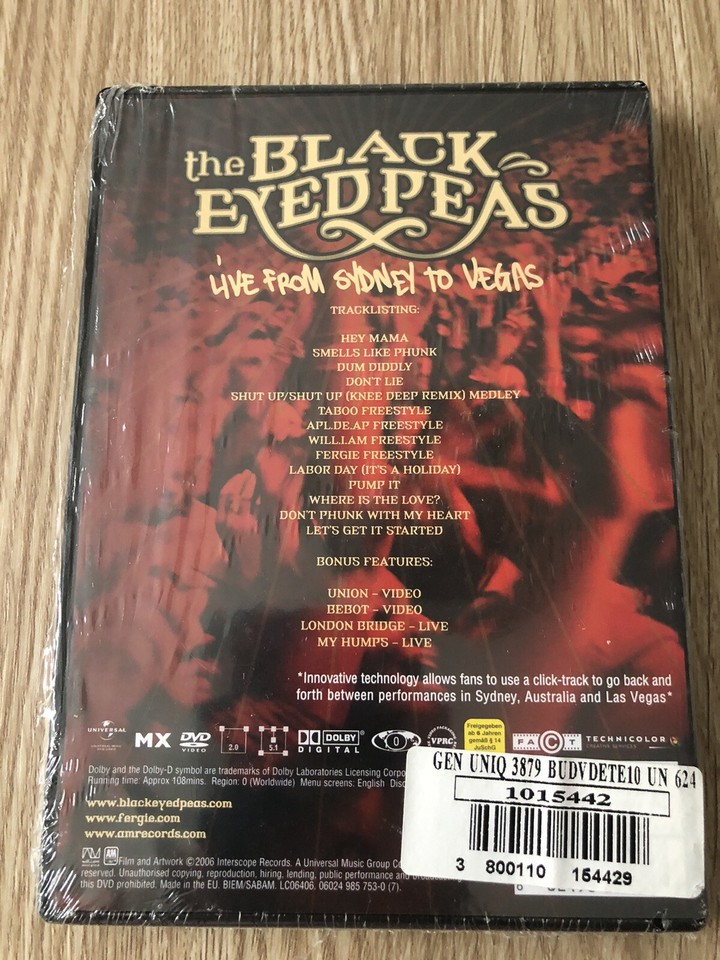 the BLACK
EYED PEAS
LIVE FROM SYDNEY TO VEGAS
TRACKLISTING:
HEY MAMA
SMELLS LIKE PHUNK
DUM DIDDLY
DON'T LIE
SHUT UP/SHUT UP (KNEE DEEP REMIX) MEDLEY
TABOO FREESTYLE
APL.DE.AP FREESTYLE
WILL.I.AM FREESTYLE
FERGIE FREESTYLE
LABOR DAY (IT'S A HOLIDAY)
PUMP IT
WHERE IS THE LOVE?
DON'T PHUNK WITH MY HEART
LET'S GET IT STARTED
BONUS FEATURES:
UNION – VIDEO
BEBOT – VIDEO
LONDON BRIDGE – LIVE
MY HUMPS – LIVE
*Innovative technology allows fans to use a click-track to go back and
forth between performances in Sydney, Australia and Las Vegas*
UNIVERSAL
MX
DVD
VIDEO
2.0
5.1
DOLBY
DIGITAL
0
VPRC
Freigegeben
ab 6 Jahren
gemäß § 14
JuSchG
FACT
TECHNICOLOR
CREATIVE SERVICES
Dolby and the Dolby-D symbol are trademarks of Dolby Laboratories Licensing
Running time: Approx 108mins. Region: 0 (Worldwide) Menu screens: English
www.blackeyedpeas.com
www.fergie.com
www.amrecords.com
Film and Artwork ©2006 Interscope Records. A Universal Music Group
reserved. Unauthorised copying, reproduction, hiring, lending, public performance and
this DVD prohibited. Made in the EU. BIEM/SABAM. LC06406. 06024 985 753-0 (7).
GEN UNIQ 3879 BUDVDETE10 UN 624
1015442
3 800110 154429